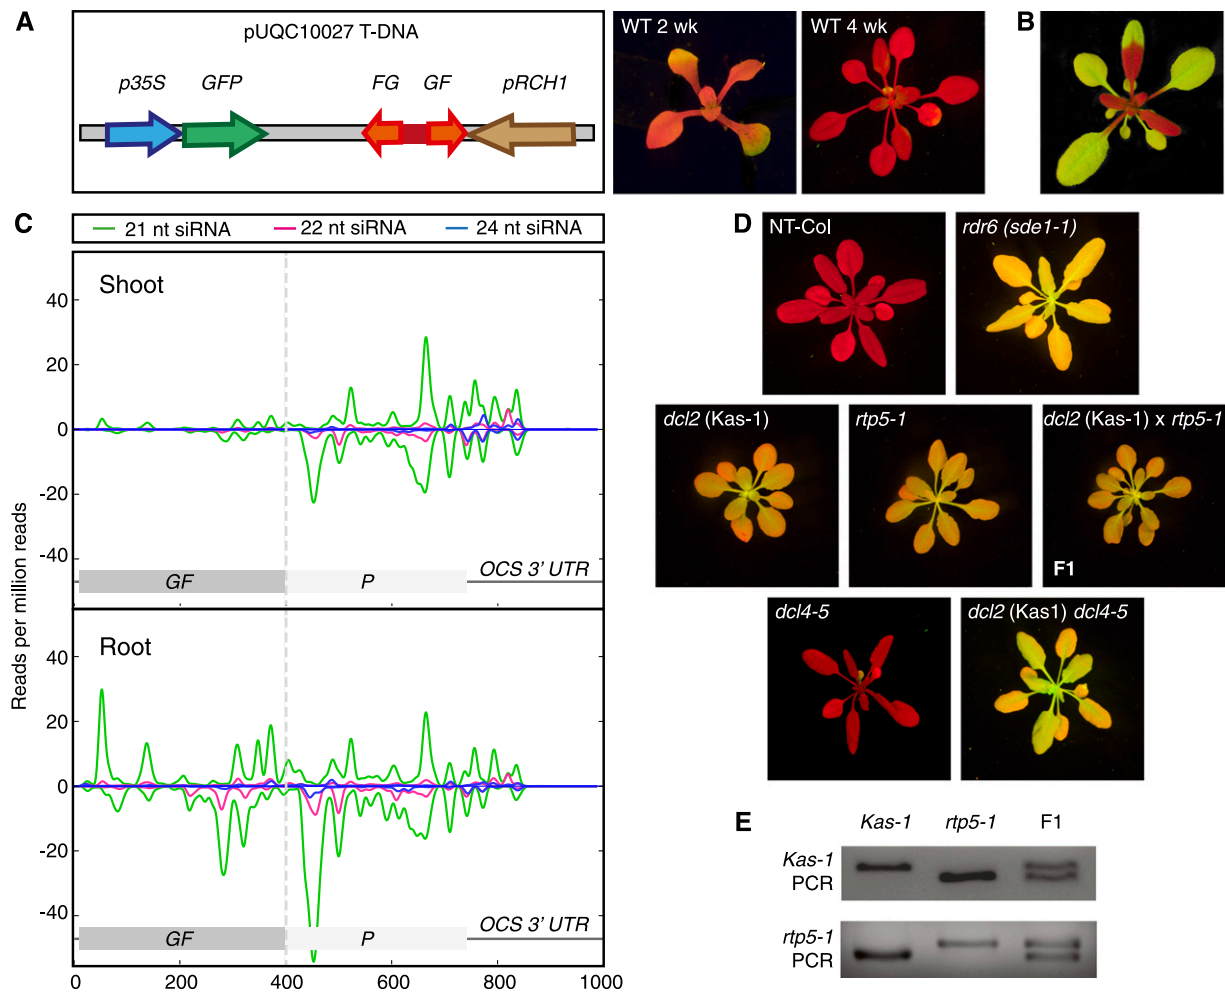 A
pUQC10027 T-DNA
p35S GFP FG GF pRCH1
WT 2 wk
WT 4 wk
B
C
21 nt siRNA 22 nt siRNA 24 nt siRNA
Shoot
40
20
0
-20
-40
GF P OCS 3' UTR
Root
40
20
0
-20
-40
GF P OCS 3' UTR
0 200 400 600 800 1000
Reads per million reads
D
NT-Col
rdr6 (sde1-1)
dcl2 (Kas-1)
rtp5-1
dcl2 (Kas-1) x rtp5-1
F1
dcl4-5
dcl2 (Kas1) dcl4-5
E
Kas-1 rtp5-1 F1
Kas-1
PCR
rtp5-1
PCR